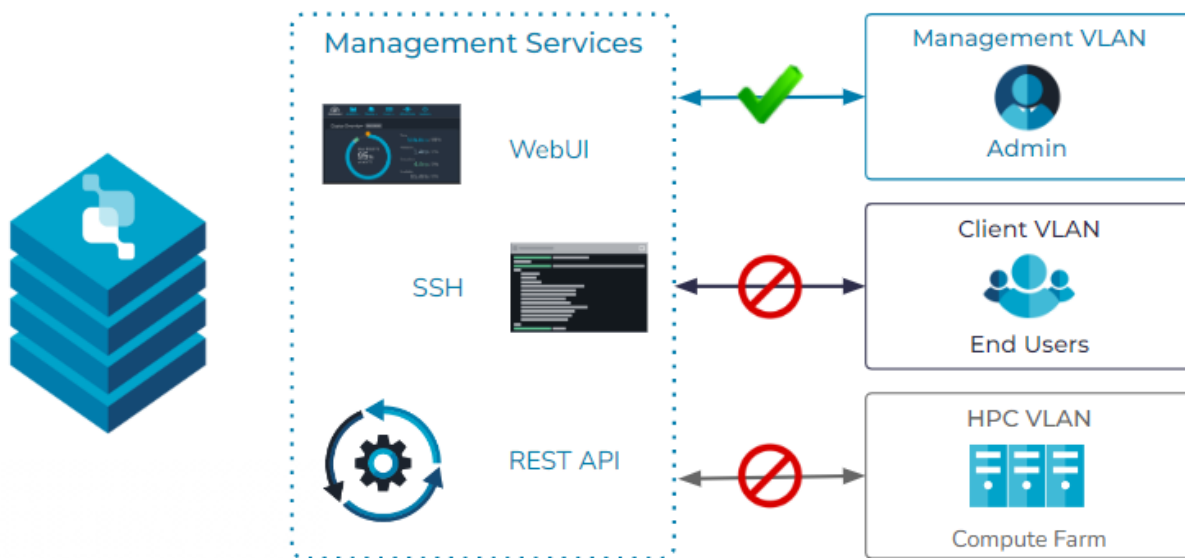 Management Services
WebUI
SSH
REST API
Management VLAN
Admin
Client VLAN
End Users
HPC VLAN
Compute Farm